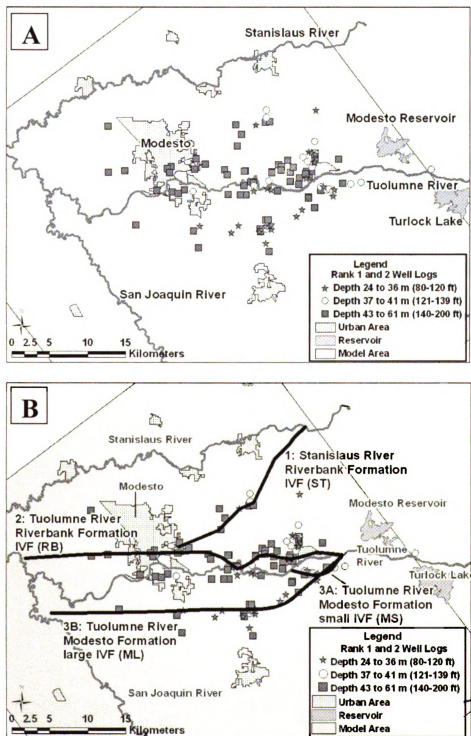 A
Stanislaus River
Modesto Reservoir
Modesto
Tuolumne River
Turlock Lake
San Joaquin River
Legend
Rank 1 and 2 Well Logs
Depth 24 to 36 m (80-120 ft)
Depth 37 to 41 m (121-139 ft)
Depth 43 to 61 m (140-200 ft)
Urban Area
Reservoir
Model Area
0 2.5 5 10 15
Kilometers
B
Stanislaus River
1: Stanislaus River
Riverbank Formation
IVF (ST)
Modesto
Modesto Reservoir
2: Tuolumne River
Riverbank Formation
IVF (RB)
Tuolumne
River
Turlock Lake
3A: Tuolumne River
Modesto Formation
small IVF (MS)
3B: Tuolumne River
Modesto Formation
large IVF (ML)
San Joaquin River
Legend
Rank 1 and 2 Well Logs
Depth 24 to 36 m (80-120 ft)
Depth 37 to 41 m (121-139 ft)
Depth 43 to 61 m (140-200 ft)
Urban Area
Reservoir
Model Area
0 2.5 5 10 15
Kilometers